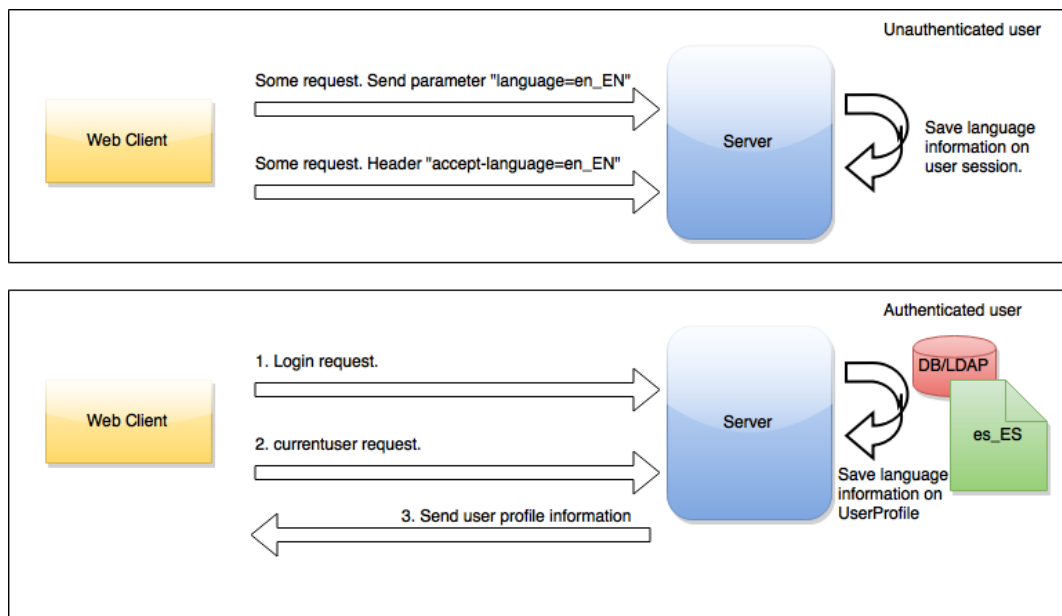 Unauthenticated user
Some request. Send parameter "language=en_EN"
Web Client
Server
Save language
information on
user session.
Some request. Header "accept-language=en_EN"
Authenticated user
1. Login request.
DB/LDAP
Web Client
Server
es_ES
2. currentuser request.
Save language
information on
UserProfile
3. Send user profile information